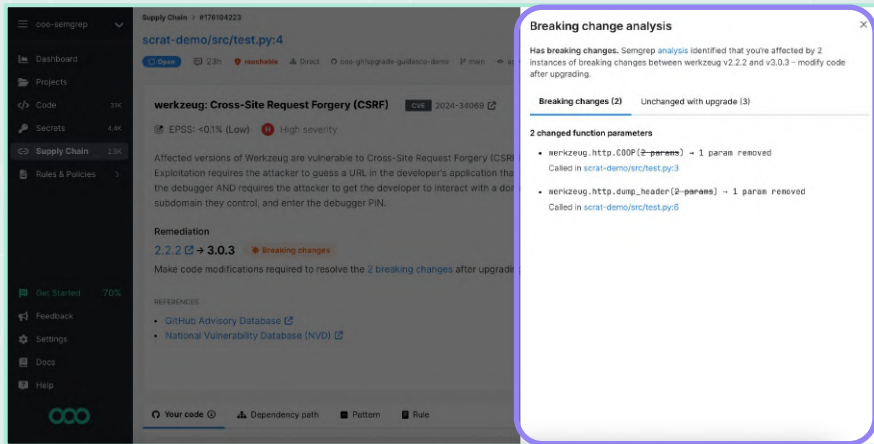 coo-semgrep
Dashboard
Projects
Code
Secrets
Supply Chain
Rules & Policies
Get Started 70%
Feedback
Settings
Docs
Help
Supply Chain > #176104223
scrat-demo/src/test.py:4
Open 23h reachable Direct main
werkzeug: Cross-Site Request Forgery (CSRF) CVE 2024-34069
EPSS: <0.1% (Low) H High severity
Affected versions of Werkzeug are vulnerable to Cross-Site Request Forgery (CSRF
Exploitation requires the attacker to guess a URL in the developer's application tha
the debugger AND requires the attacker to get the developer to interact with a
subdomain they control, and enter the debugger PIN.
Remediation
2.2.2 → 3.0.3 Breaking changes
Make code modifications required to resolve the 2 breaking changes after upgradin
REFERENCES
• GitHub Advisory Database
• National Vulnerability Database (NVD)
Your code Dependency path Pattern Rule
Breaking change analysis
Has breaking changes. Semgrep analysis identified that you're affected by 2
instances of breaking changes between werkzeug v2.2.2 and v3.0.3 – modify code
after upgrading.
Breaking changes (2) Unchanged with upgrade (3)
2 changed function parameters
• werkzeug.http.COOP(2 params) → 1 param removed
Called in scrat-demo/src/test.py:3
• werkzeug.http.dump_header(2 params) → 1 param removed
Called in scrat-demo/src/test.py:6